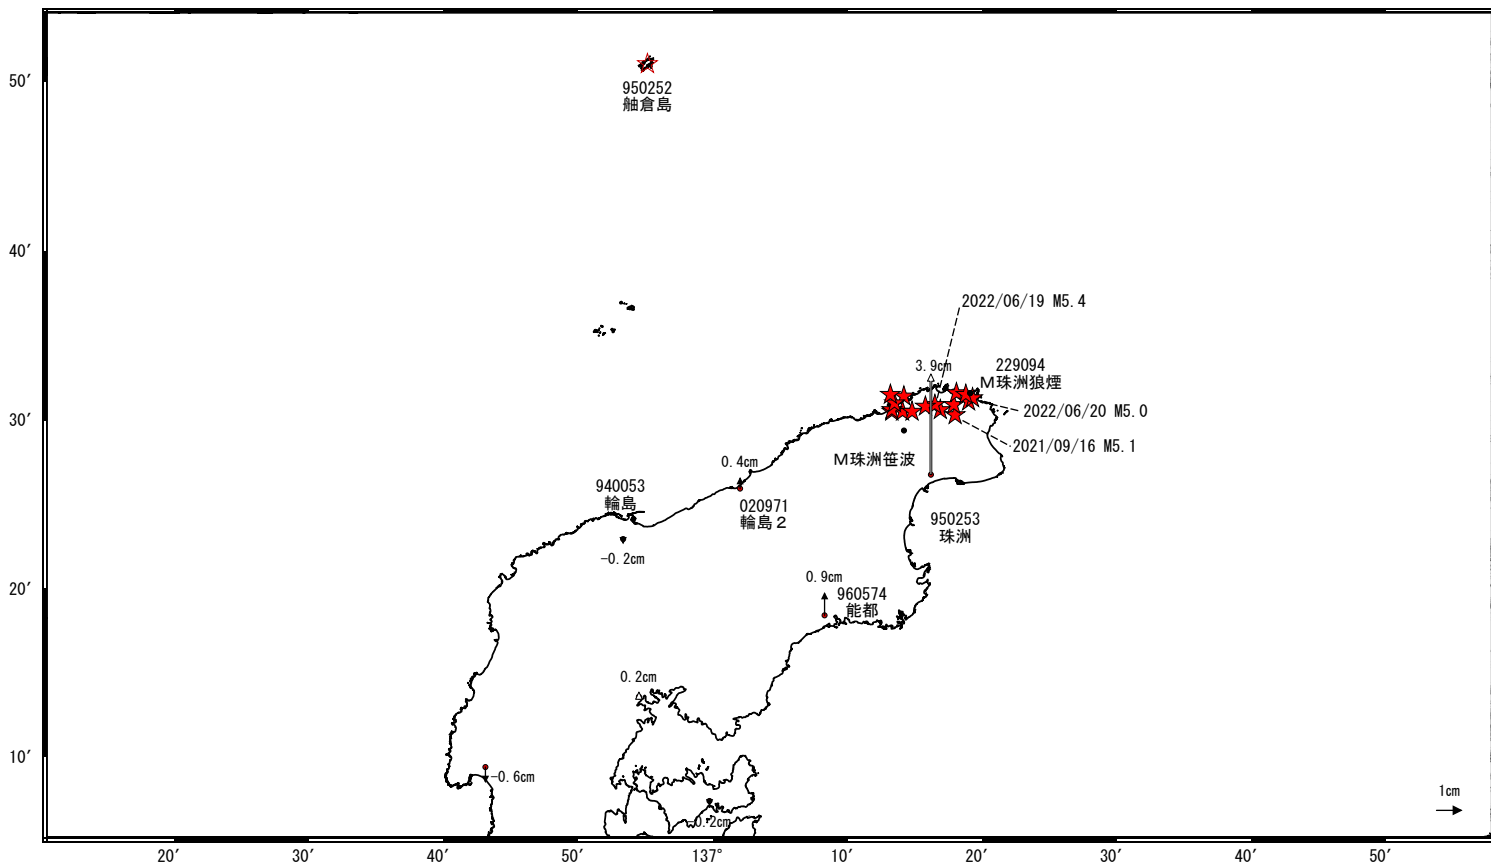 50′
950252
舳倉島
40′
2022/06/19 M5.4
3.9cm
229094
M珠洲狼煙
30′
2022/06/20 M5.0
2021/09/16 M5.1
M珠洲笹波
0.4cm
940053
輪島
020971
輪島２
950253
珠洲
-0.2cm
20′
0.9cm
960574
能都
0.2cm
10′
-0.6cm
1cm
-0.2cm
20′
30′
40′
50′
137°
10′
20′
30′
40′
50′